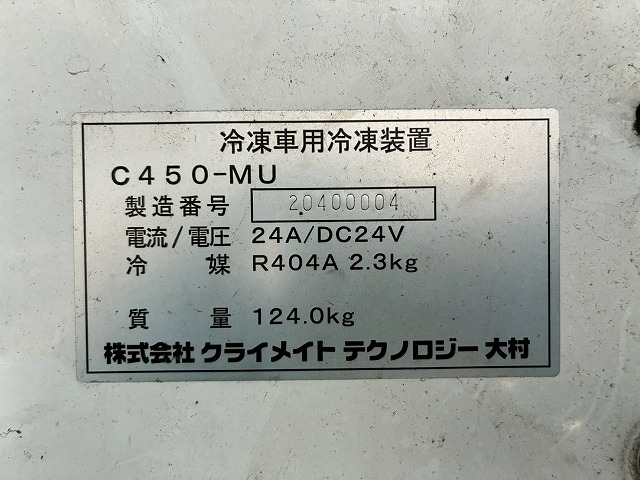 冷凍車用冷凍装置
C450-MU
製造番号 20400004
電流/電圧 24A/DC24V
冷 媒 R404A 2.3kg
質 量 124.0kg
株式会社 クライメイト テクノロジー 大村